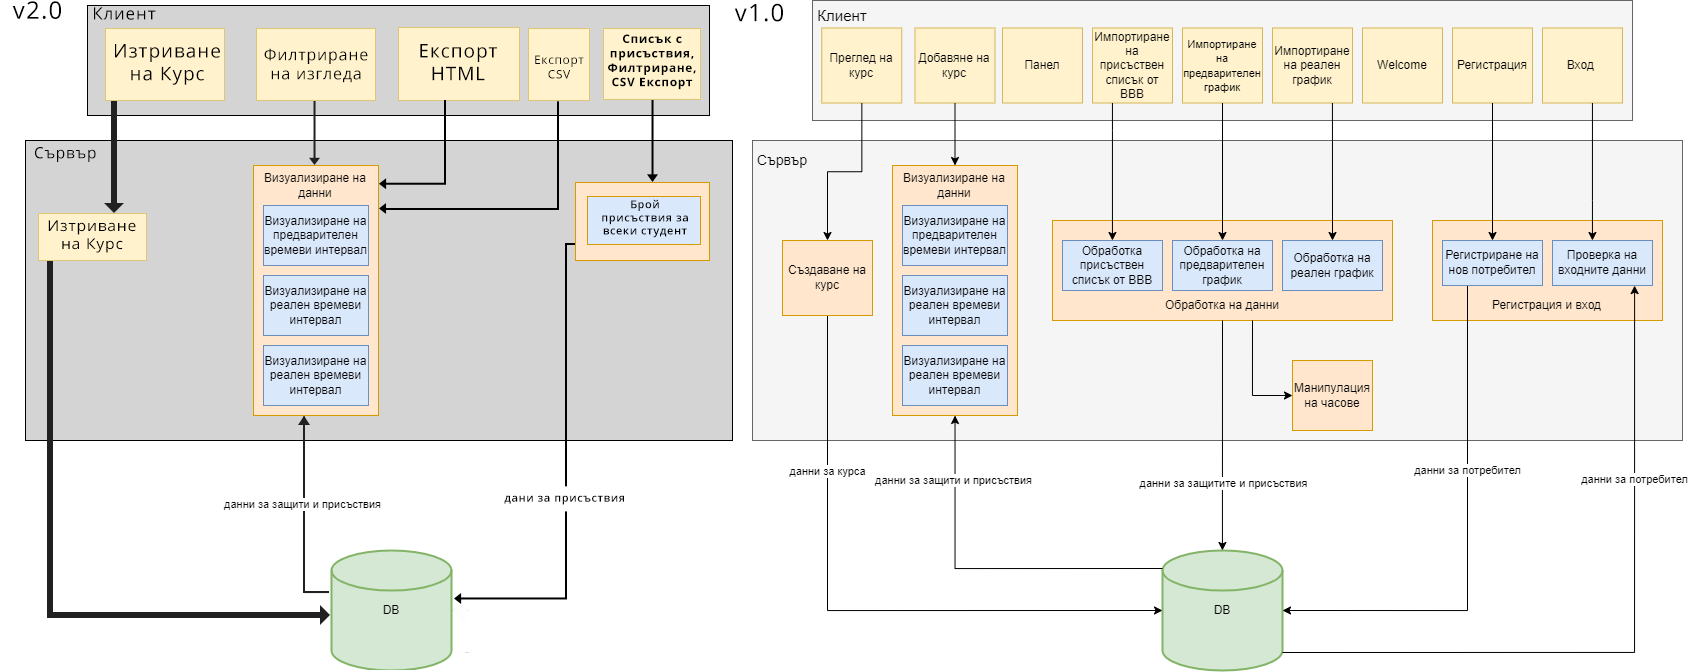 v2.0
Клиент
Изтриване
на Курс
Филтриране
на изгледа
Експорт
HTML
Експорт
CSV
Списък с
присъствия,
Филтриране,
CSV Експорт
Сървър
Изтриване
на Курс
Визуализиране на
данни
Визуализиране на
предварителен
времеви интервал
Визуализиране на
реален времеви
интервал
Визуализиране на
реален времеви
интервал
Брой
присъствия за
всеки студент
данни за защити и присъствия
дани за присъствия
DB
v1.0
Клиент
Преглед на
курс
Добавяне на
курс
Панел
Импортиране
на
присъствен
списък от
BBB
Импортиране
на
предварителен
график
Импортиране
на реален
график
Welcome
Регистрация
Вход
Сървър
Създаване на
курс
Визуализиране на
данни
Визуализиране на
предварителен
времеви интервал
Визуализиране на
реален времеви
интервал
Визуализиране на
реален времеви
интервал
Обработка
присъствен
списък от BBB
Обработка на
предварителен
график
Обработка на
реален график
Обработка на данни
Манипулация
на часове
Регистриране на
нов потребител
Проверка на
входните данни
Регистрация и вход
данни за курса
данни за защити и присъствия
данни за защитите и присъствия
данни за потребител
данни за потребител
DB